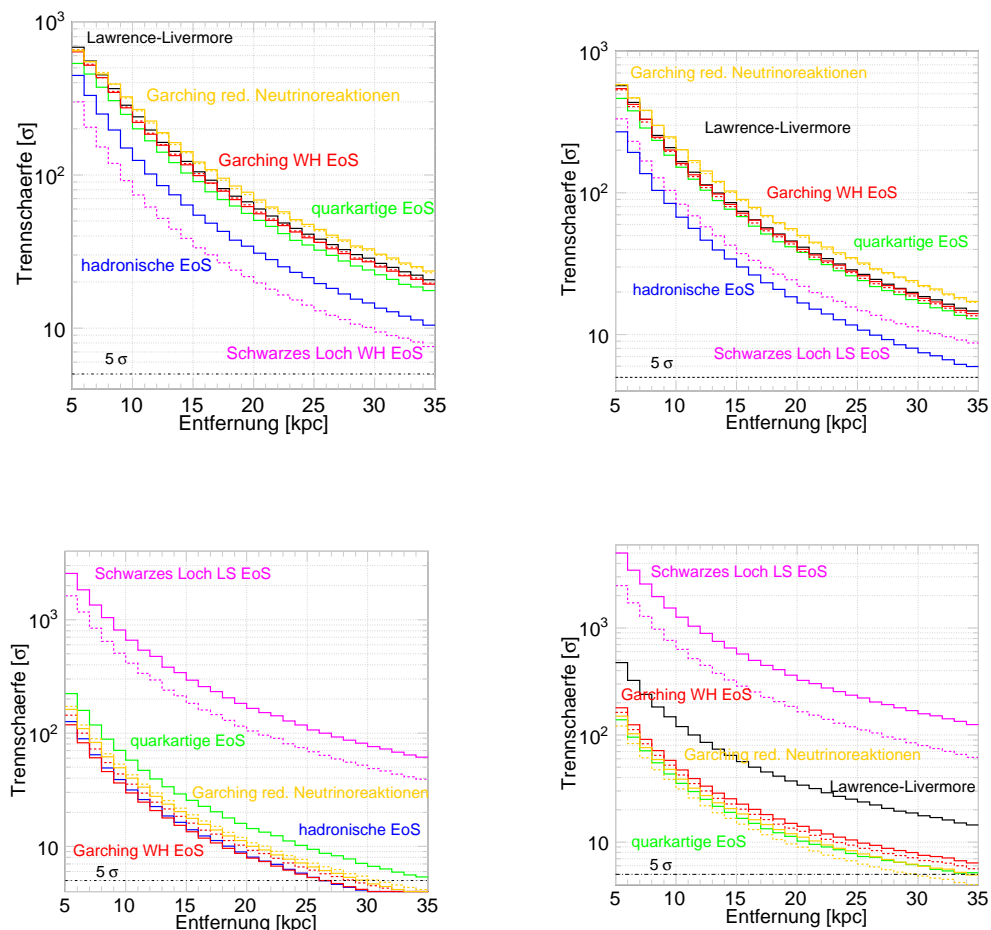 10³
Lawrence-Livermore
Garching red. Neutrinoreaktionen
Garching WH EoS
quarkartige EoS
hadronische EoS
Schwarzes Loch WH EoS
5 σ
10²
10
Trennschaerfe [σ]
5 10 15 20 25 30 35
Entfernung [kpc]
10³
Garching red. Neutrinoreaktionen
Lawrence-Livermore
Garching WH EoS
quarkartige EoS
hadronische EoS
Schwarzes Loch LS EoS
5 σ
10²
10
Trennschaerfe [σ]
5 10 15 20 25 30 35
Entfernung [kpc]
Schwarzes Loch LS EoS
10³
10²
quarkartige EoS
Garching red. Neutrinoreaktionen
hadronische EoS
Garching WH EoS
10
5 σ
Trennschaerfe [σ]
5 10 15 20 25 30 35
Entfernung [kpc]
Schwarzes Loch LS EoS
10³
Garching WH EoS
10²
Garching red. Neutrinoreaktionen
Lawrence-Livermore
quarkartige EoS
10
5 σ
Trennschaerfe [σ]
5 10 15 20 25 30 35
Entfernung [kpc]